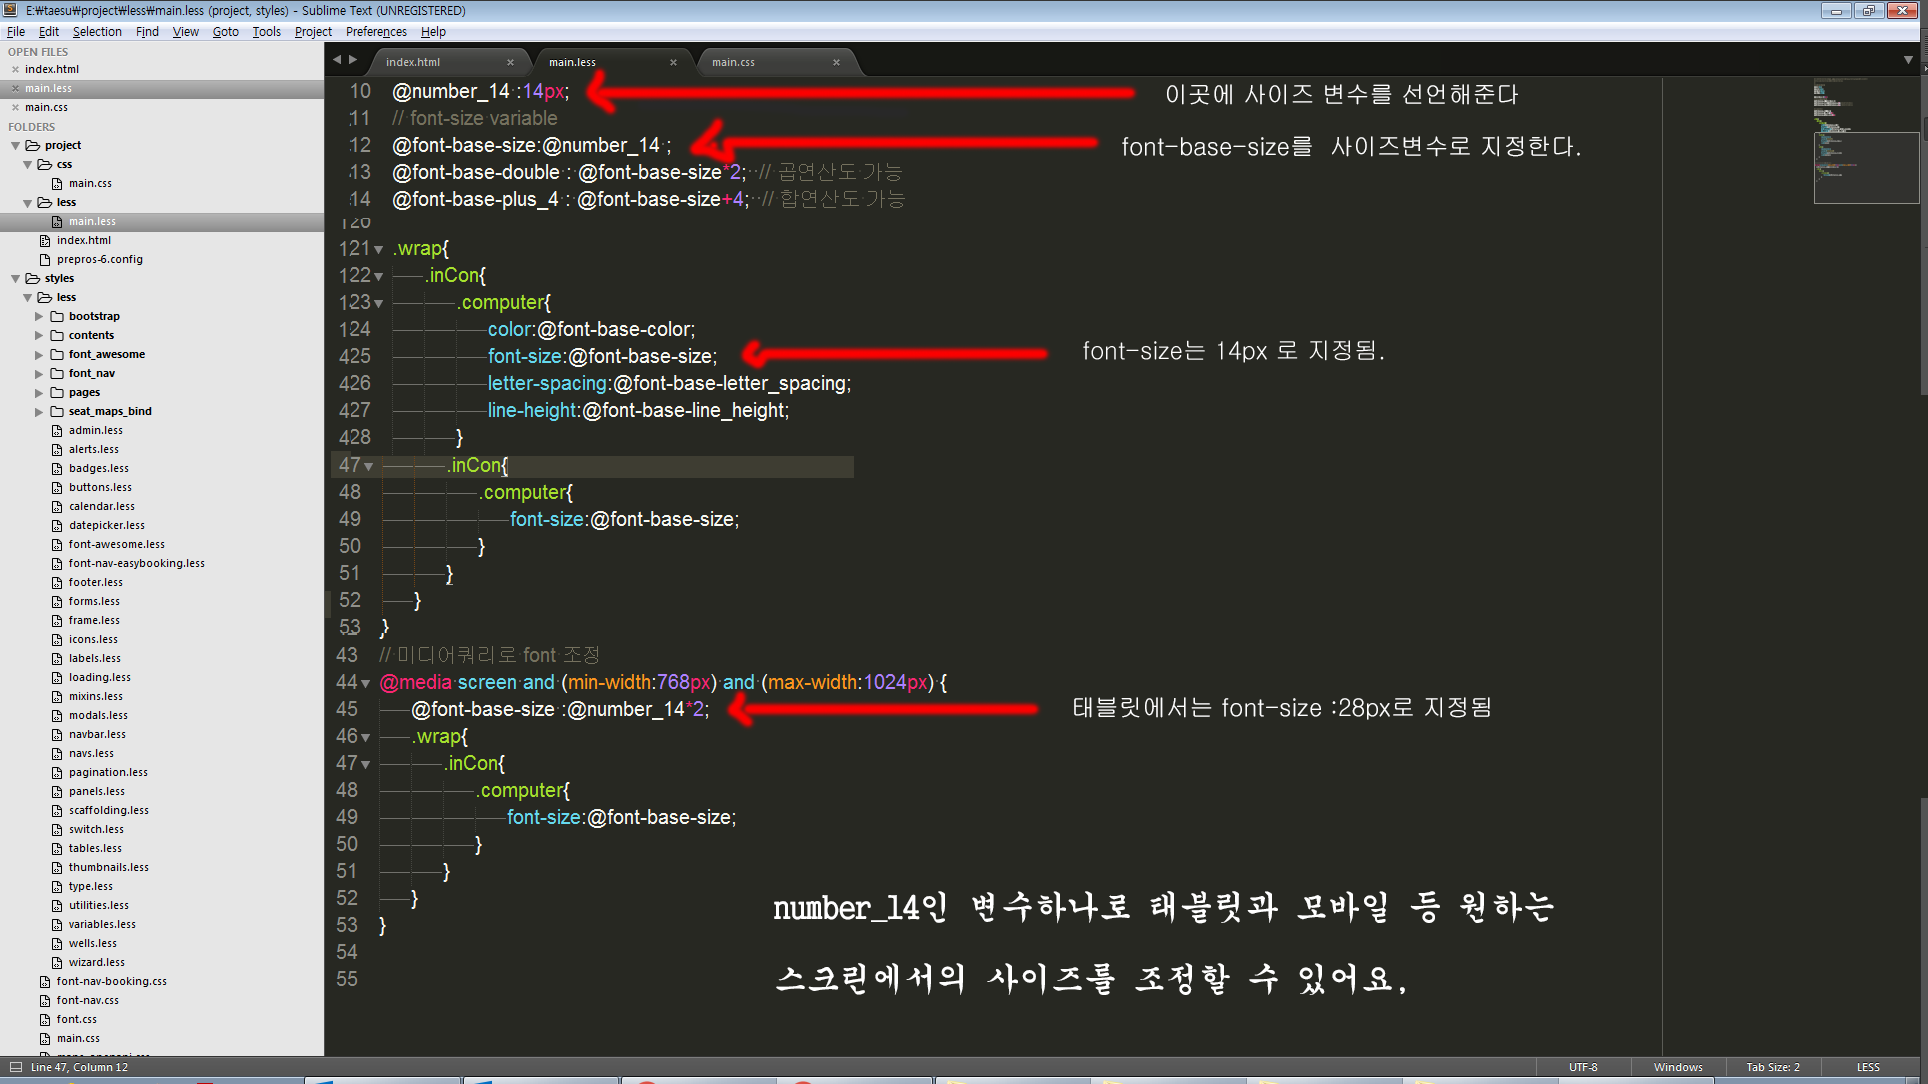 E:₩taesu₩project₩less₩main.less (project, styles) - Sublime Text (UNREGISTERED)
File Edit Selection Find View Goto Tools Project Preferences Help
OPEN FILES
index.html
main.less
main.css
FOLDERS
project
css
main.css
less
main.less
index.html
prepros-6.config
styles
less
bootstrap
contents
font_awesome
font_nav
pages
seat_maps_bind
admin.less
alerts.less
badges.less
buttons.less
calendar.less
datepicker.less
font-awesome.less
font-nav-easybooking.less
footer.less
forms.less
frame.less
icons.less
labels.less
loading.less
mixins.less
modals.less
navbar.less
navs.less
pagination.less
panels.less
scaffolding.less
switch.less
tables.less
thumbnails.less
type.less
utilities.less
variables.less
wells.less
wizard.less
font-nav-booking.css
font-nav.css
font.css
main.css
index.html main.less main.css
10 @number_14 :14px; 이곳에 사이즈 변수를 선언해준다
11 // font-size variable
12 @font-base-size:@number_14 ; font-base-size를 사이즈변수로 지정한다.
13 @font-base-double : @font-base-size*2; // 곱연산도 가능
14 @font-base-plus_4 : @font-base-size+4; // 합연산도 가능
120
121 .wrap{
122 .inCon{
123 .computer{
124 color:@font-base-color;
425 font-size:@font-base-size; font-size는 14px 로 지정됨.
426 letter-spacing:@font-base-letter_spacing;
427 line-height:@font-base-line_height;
428 }
47 .inCon{
48 .computer{
49 font-size:@font-base-size;
50 }
51 }
52 }
53 }
43 // 미디어쿼리로 font 조정
44 @media screen and (min-width:768px) and (max-width:1024px) {
45 @font-base-size :@number_14*2; 태블릿에서는 font-size :28px로 지정됨
46 .wrap{
47 .inCon{
48 .computer{
49 font-size:@font-base-size;
50 }
51 }
52 }
53 }
54
55
number_14인 변수하나로 태블릿과 모바일 등 원하는
스크린에서의 사이즈를 조정할 수 있어요,
Line 47, Column 12 UTF-8 Windows Tab Size: 2 LESS